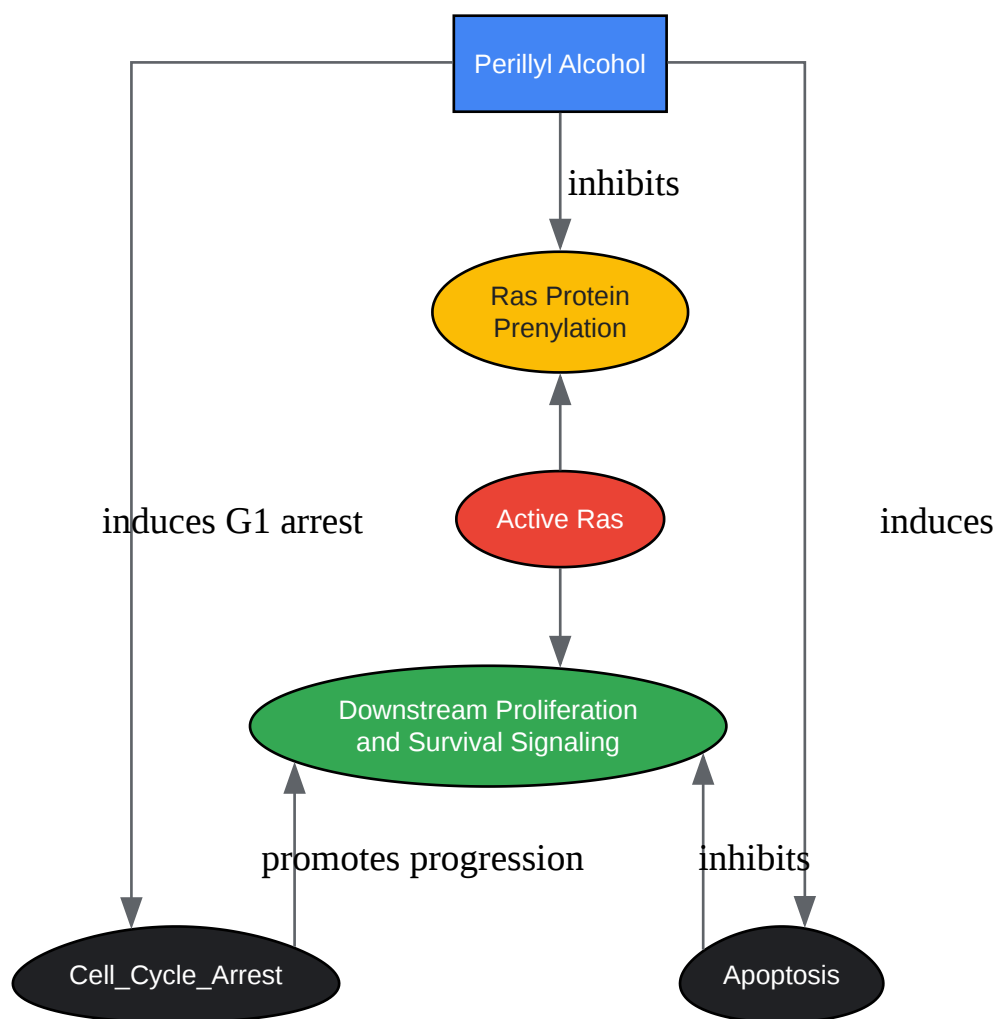 Perillyl Alcohol
inhibits
Ras Protein
Prenylation
Active Ras
induces G1 arrest
induces
Downstream Proliferation
and Survival Signaling
promotes progression
inhibits
Cell_Cycle_Arrest
Apoptosis